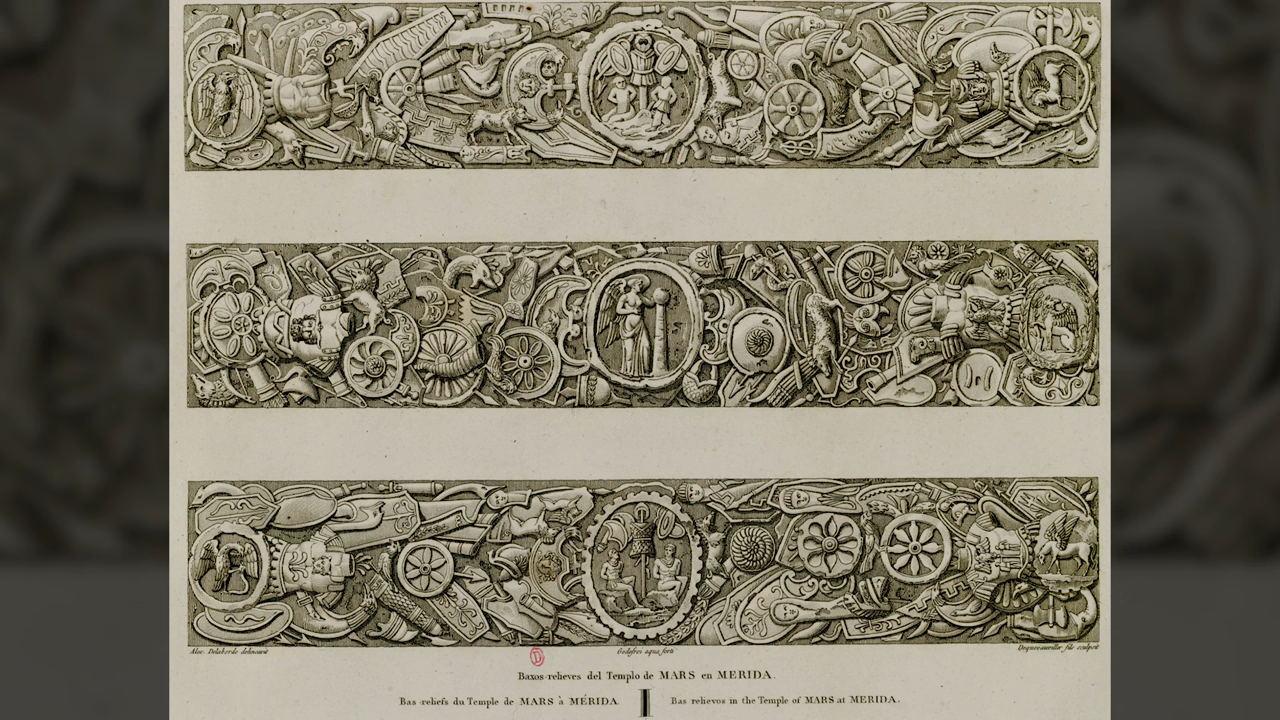 Alex. Delaborde delineavit
Godefroi aqua forti
Dequevauviller fils sculpsit
Baxos-relieves del Templo de MARS en MERIDA.
Bas-reliefs du Temple de MARS à MÉRIDA.
Bas relievos in the Temple of MARS at MERIDA.